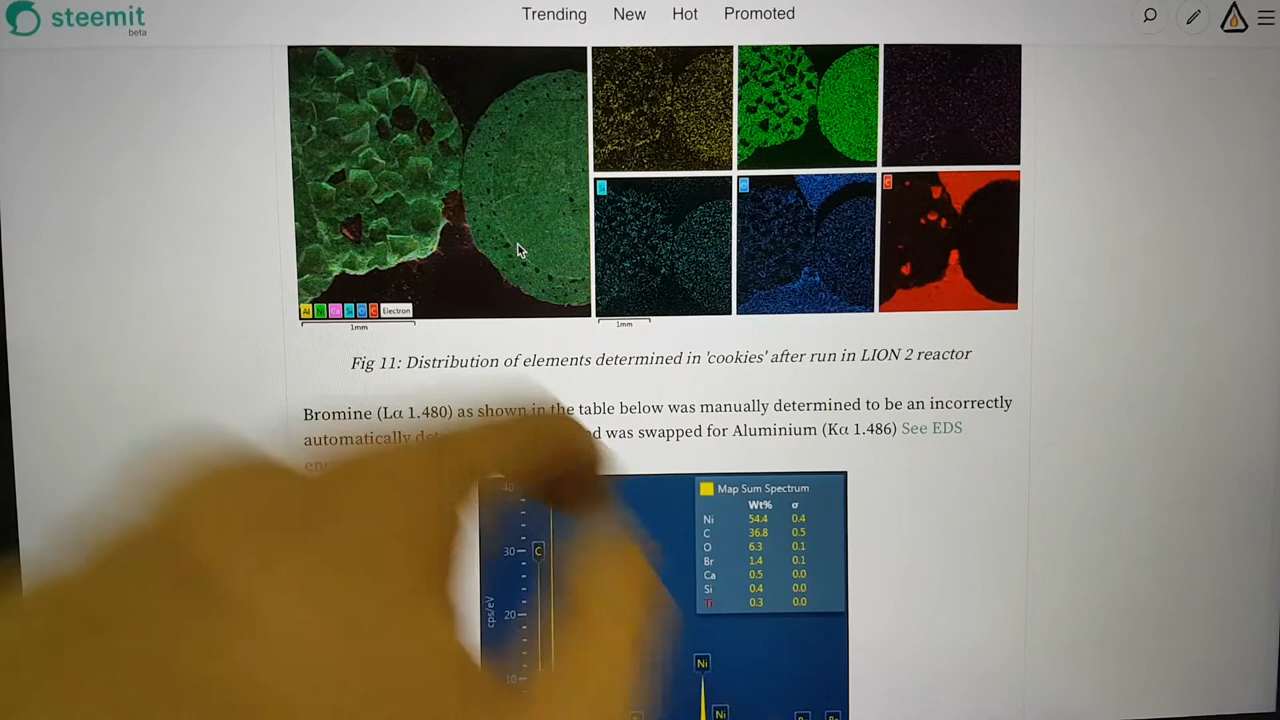 steemit
beta
Trending New Hot Promoted
Al Ni Ca Si O C Electron
1mm
Si
O
C
1mm
Fig 11: Distribution of elements determined in 'cookies' after run in LION 2 reactor
Bromine (Lα 1.480) as shown in the table below was manually determined to be an incorrectly
automatically was swapped for Aluminium (Kα 1.486) See EDS
40
Map Sum Spectrum
Wt% σ
Ni 54.4 0.4
C 36.8 0.5
O 6.3 0.1
Br 1.4 0.1
Ca 0.5 0.0
Si 0.4 0.0
Ti 0.3 0.0
30
C
cps/eV
20
10
Ni
Ni